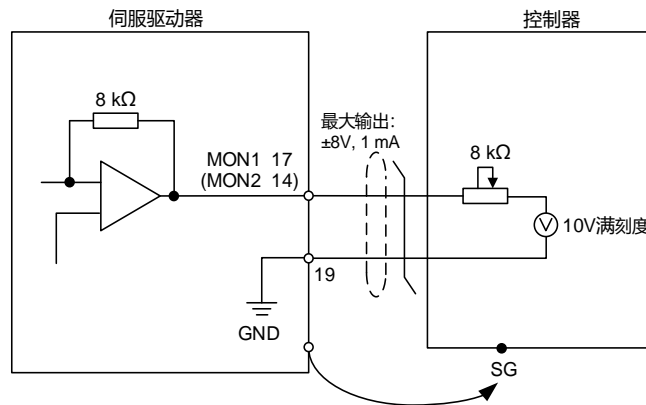 伺服驱动器
控制器
8 kΩ
最大输出：
±8V, 1 mA
MON1 17
(MON2 14)
8 kΩ
10V满刻度
19
GND
V
SG